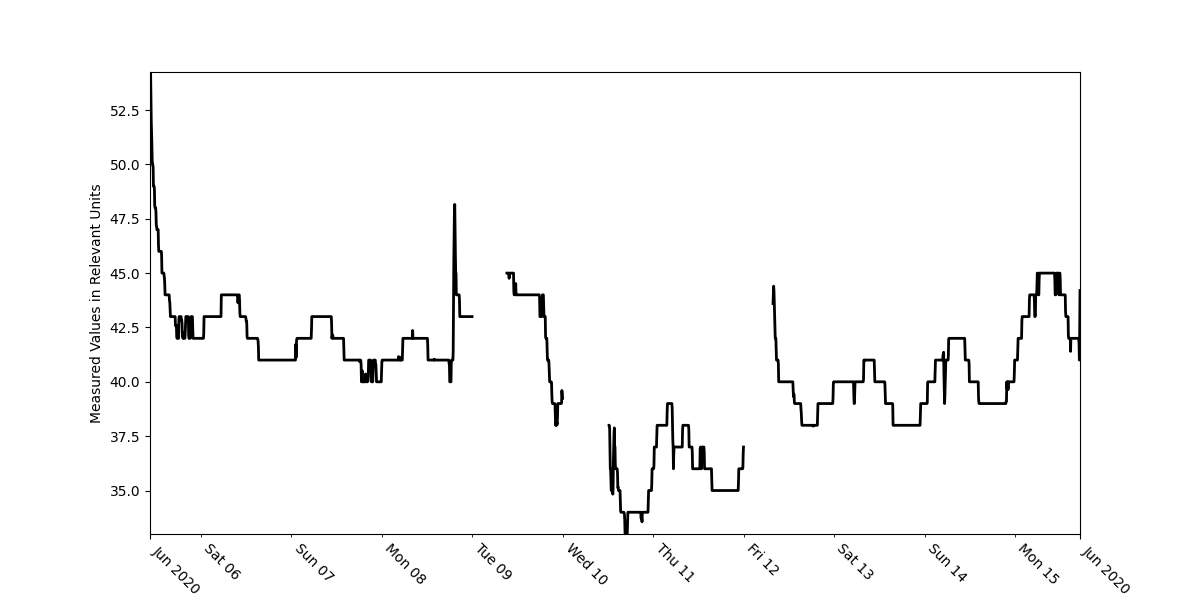 52.5
50.0
47.5
45.0
42.5
40.0
37.5
35.0
Measured Values in Relevant Units
Jun 2020
Sat 06
Sun 07
Mon 08
Tue 09
Wed 10
Thu 11
Fri 12
Sat 13
Sun 14
Mon 15
Jun 2020